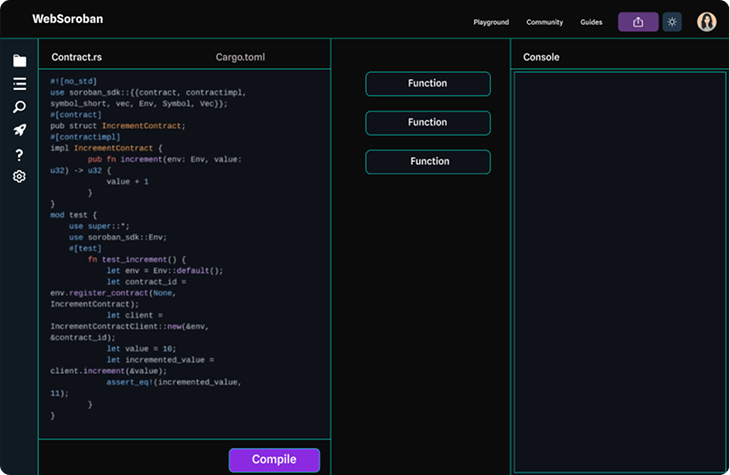 WebSoroban
Playground Community Guides
Contract.rs Cargo.toml
#![no_std]
use soroban_sdk::{{contract, contractimpl,
symbol_short, vec, Env, Symbol, Vec}};
#[contract]
pub struct IncrementContract;
#[contractimpl]
impl IncrementContract {
pub fn increment(env: Env, value:
u32) -> u32 {
value + 1
}
}
mod test {
use super::*;
use soroban_sdk::Env;
#[test]
fn test_increment() {
let env = Env::default();
let contract_id =
env.register_contract(None,
IncrementContract);
let client =
IncrementContractClient::new(&env,
&contract_id);
let value = 10;
let incremented_value =
client.increment(&value);
assert_eq!(incremented_value,
11);
}
}
Compile
Function
Function
Function
Console